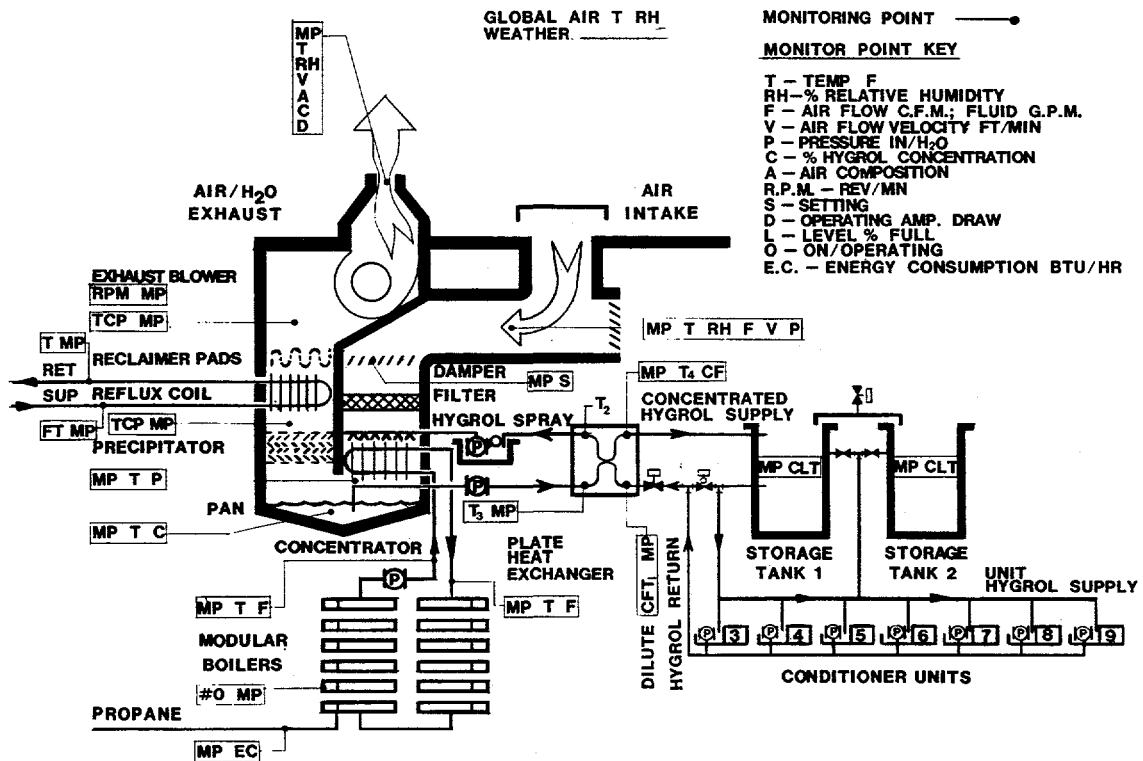 GLOBAL AIR T RH
WEATHER
MONITORING POINT
MONITOR POINT KEY
T – TEMP F
RH–% RELATIVE HUMIDITY
F – AIR FLOW C.F.M.; FLUID G.P.M.
V – AIR FLOW VELOCITY FT/MIN
P – PRESSURE IN/H₂O
C – % HYGROL CONCENTRATION
A – AIR COMPOSITION
R.P.M. – REV/MN
S – SETTING
D – OPERATING AMP. DRAW
L – LEVEL % FULL
O – ON/OPERATING
E.C. – ENERGY CONSUMPTION BTU/HR
MP
T
RH
V
A
C
D
AIR/H₂O
EXHAUST
AIR
INTAKE
EXHAUST BLOWER
RPM MP
TCP MP
MP T RH F V P
T MP
RET
RECLAIMER PADS
DAMPER
MP S
MP T₄ CF
SUP
REFLUX COIL
FILTER
T₂
CONCENTRATED
HYGROL SUPPLY
FT MP
TCP MP
HYGROL SPRAY
PRECIPITATOR
P
MP CLT
MP CLT
MP T P
P
T₃ MP
PAN
MP T C
CONCENTRATOR
PLATE
HEAT
EXCHANGER
STORAGE
TANK 1
STORAGE
TANK 2
UNIT
HYGROL SUPPLY
P
MP T F
MP T F
DILUTE CFT₁ MP
HYGROL RETURN
MODULAR
BOILERS
#O MP
P 3
P 4
P 5
P 6
P 7
P 8
P 9
CONDITIONER UNITS
PROPANE
MP EC